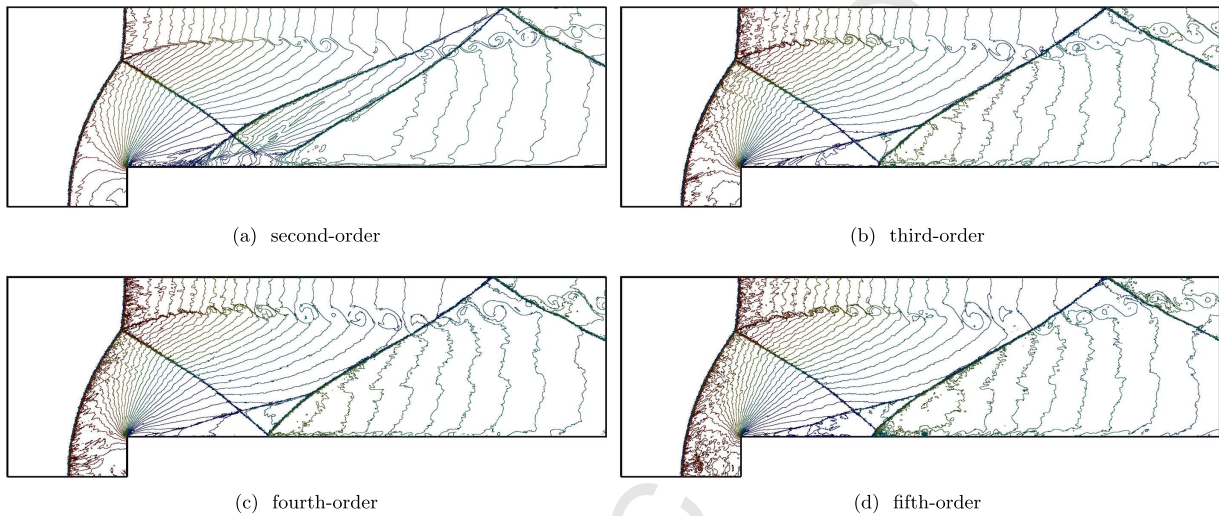 (a) second-order
(b) third-order
(c) fourth-order
(d) fifth-order